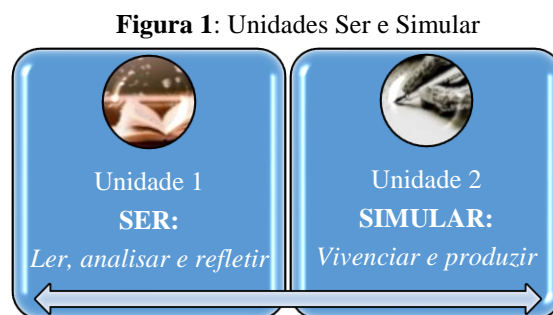 Figura 1: Unidades Ser e Simular
Unidade 1
SER:
Ler, analisar e refletir
Unidade 2
SIMULAR:
Vivenciar e produzir